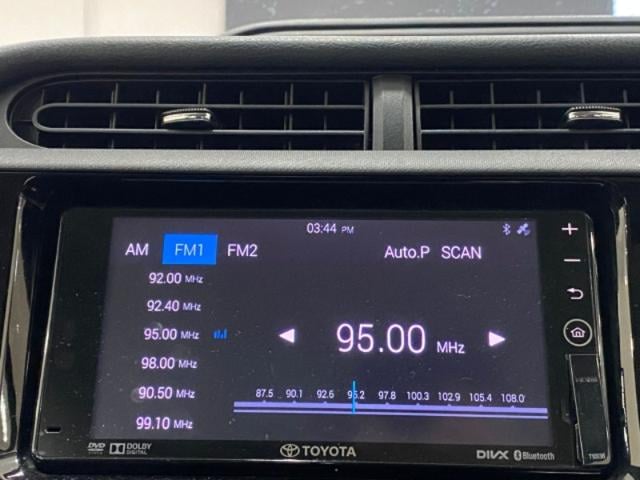 03:44 PM
AM FM1 FM2 Auto.P SCAN
92.00 MHz
92.40 MHz
95.00 MHz
98.00 MHz
90.50 MHz
99.10 MHz
95.00 MHz
87.5 90.1 92.6 95.2 97.8 100.3 102.9 105.4 108.0
DVD DOLBY DIGITAL TOYOTA DIVX Bluetooth